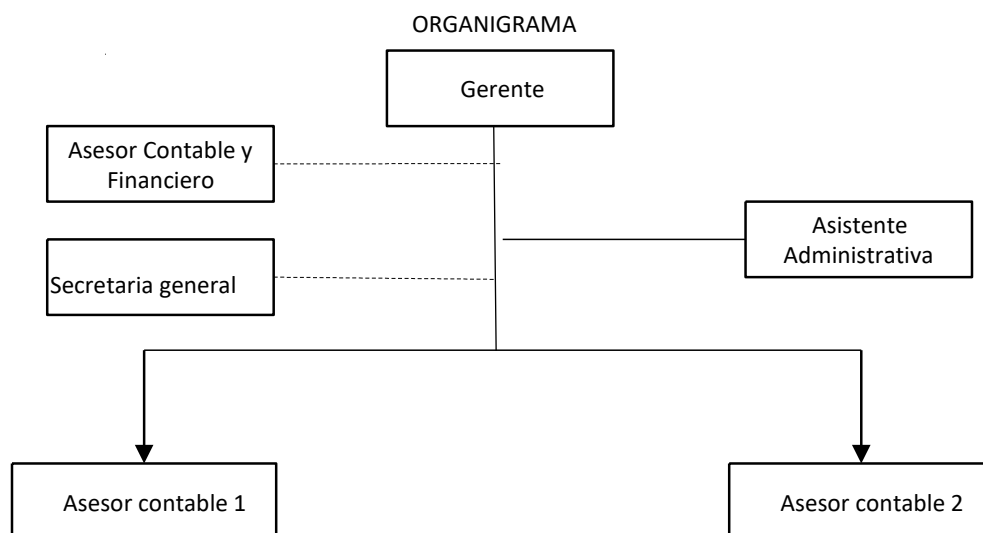 ORGANIGRAMA
Gerente
Asesor Contable y
Financiero
Asistente
Administrativa
Secretaria general
Asesor contable 1
Asesor contable 2